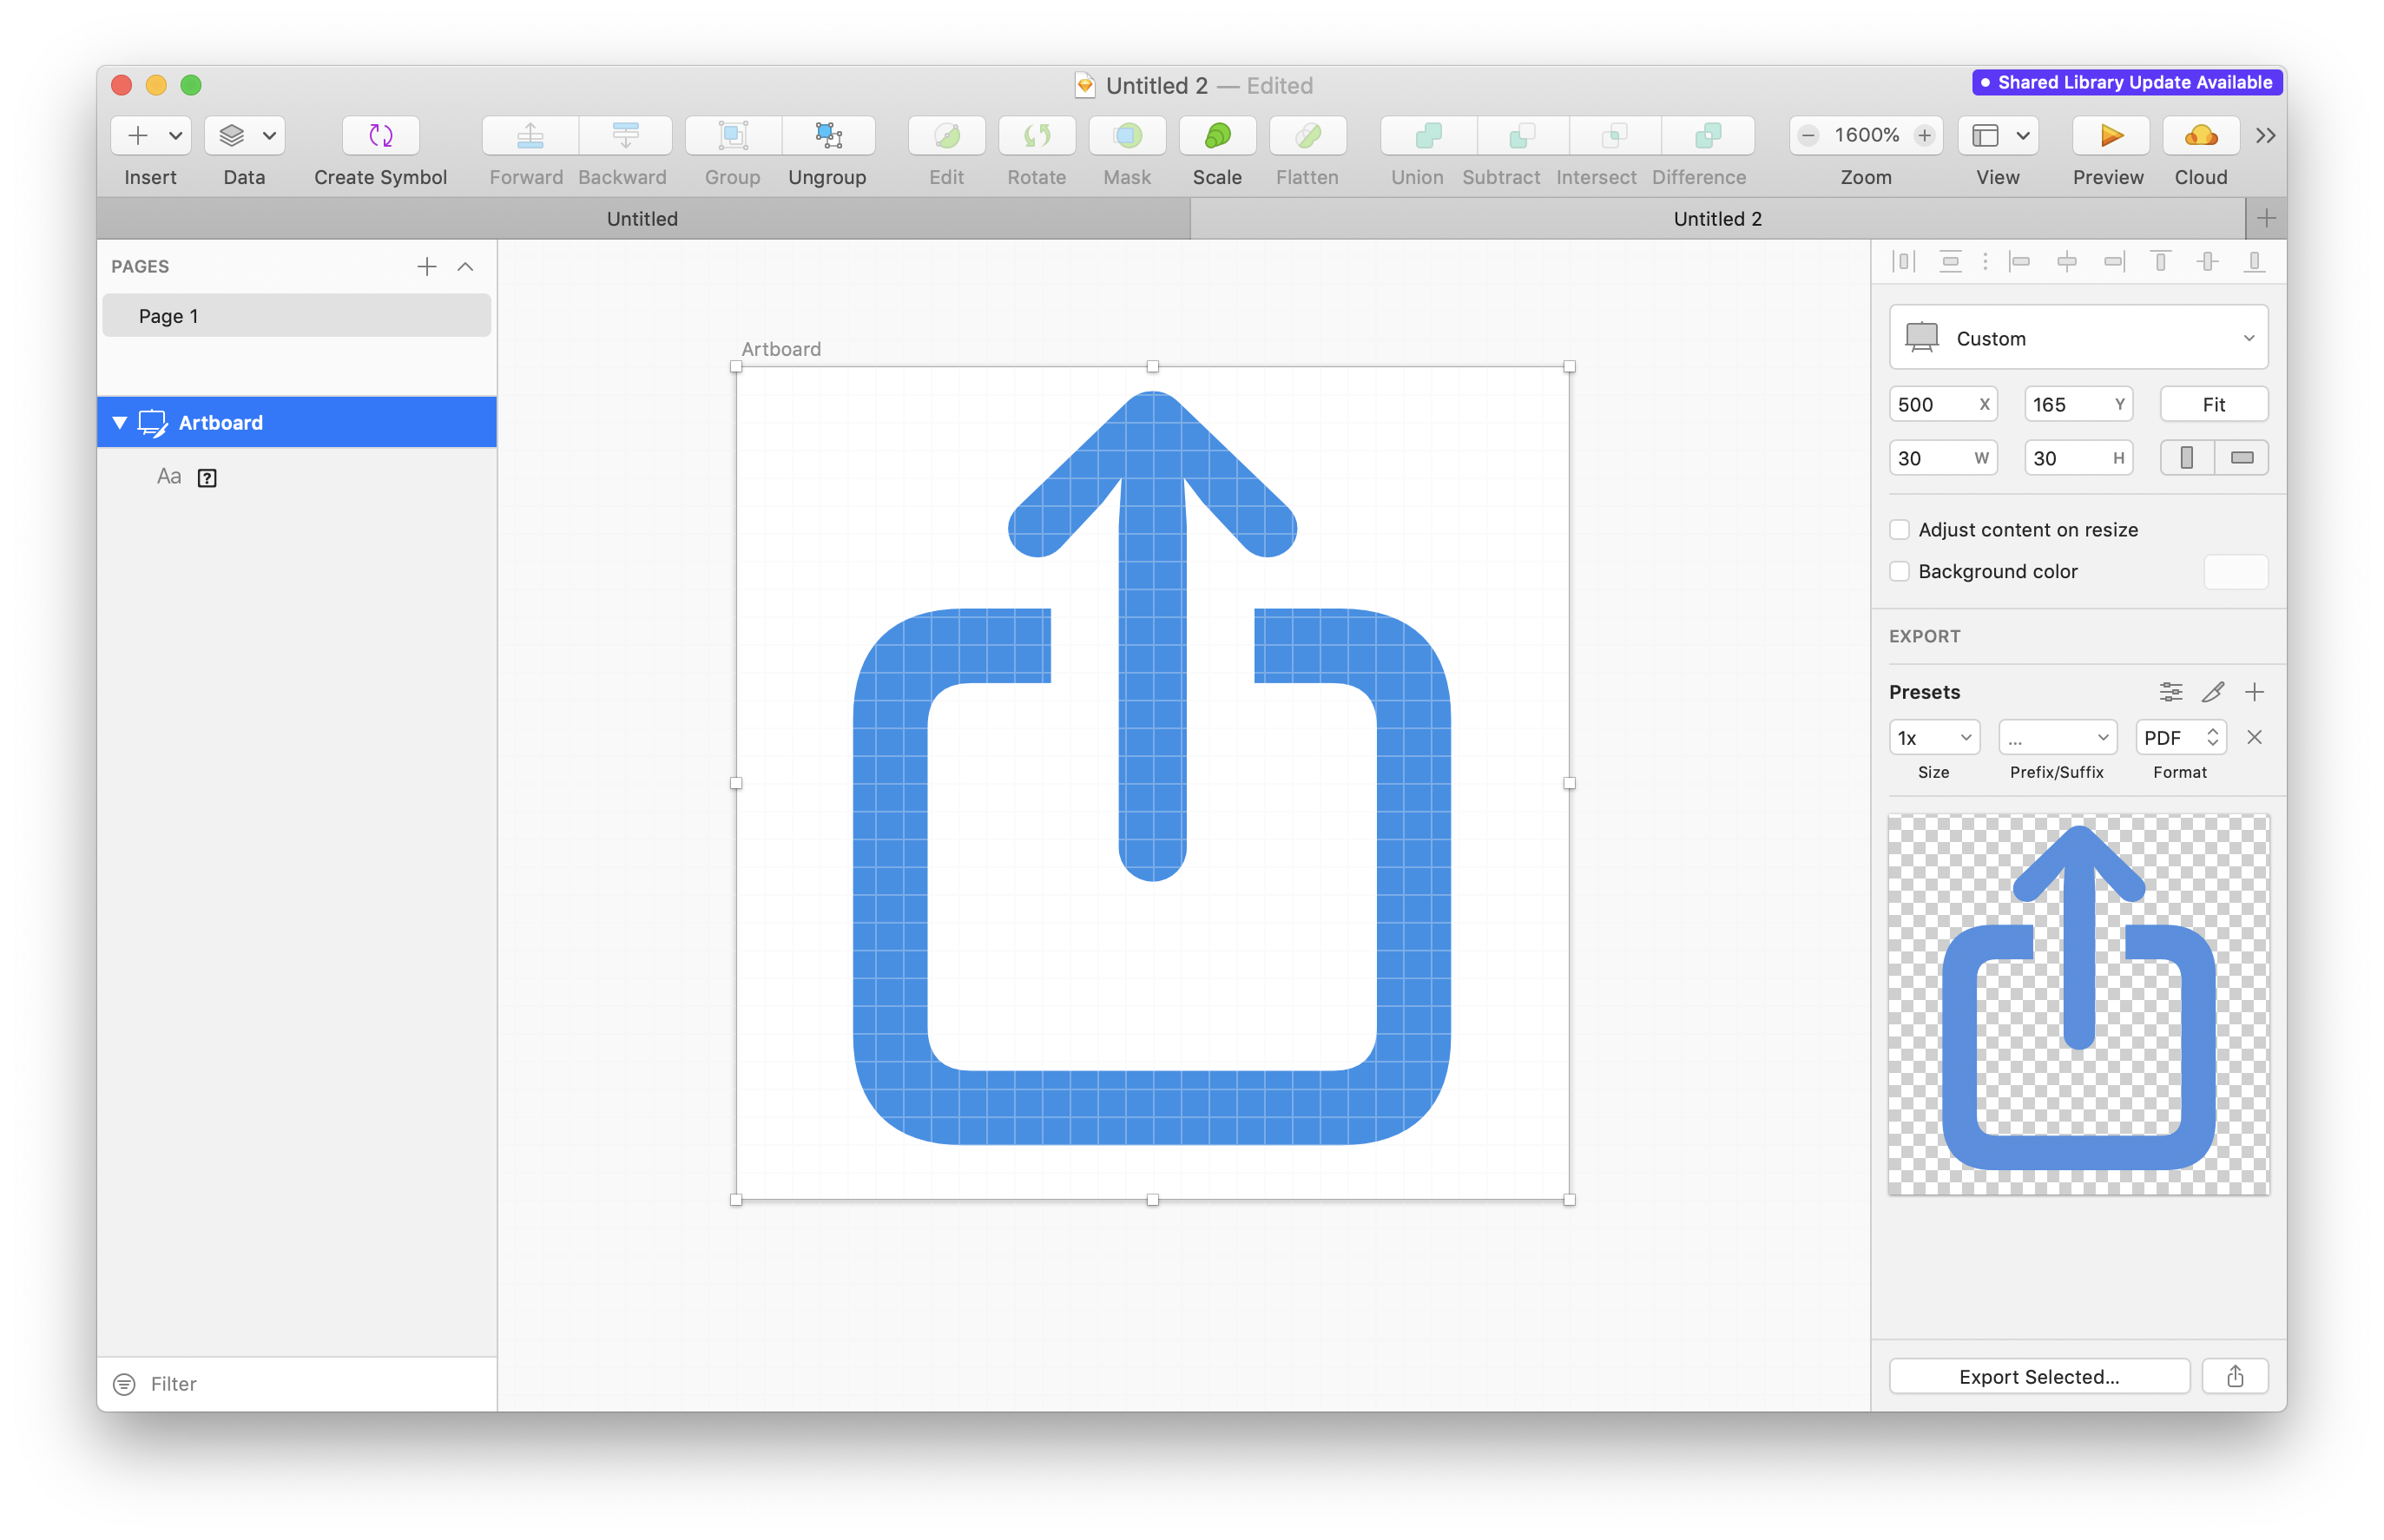 Untitled 2 — Edited
Shared Library Update Available
1600%
Insert
Data
Create Symbol
Forward
Backward
Group
Ungroup
Edit
Rotate
Mask
Scale
Flatten
Union
Subtract
Intersect
Difference
Zoom
View
Preview
Cloud
Untitled
Untitled 2
PAGES
Page 1
Artboard
Aa ?
Filter
Artboard
Custom
500 X
165 Y
Fit
30 W
30 H
Adjust content on resize
Background color
EXPORT
Presets
1x
...
PDF
Size
Prefix/Suffix
Format
Export Selected...